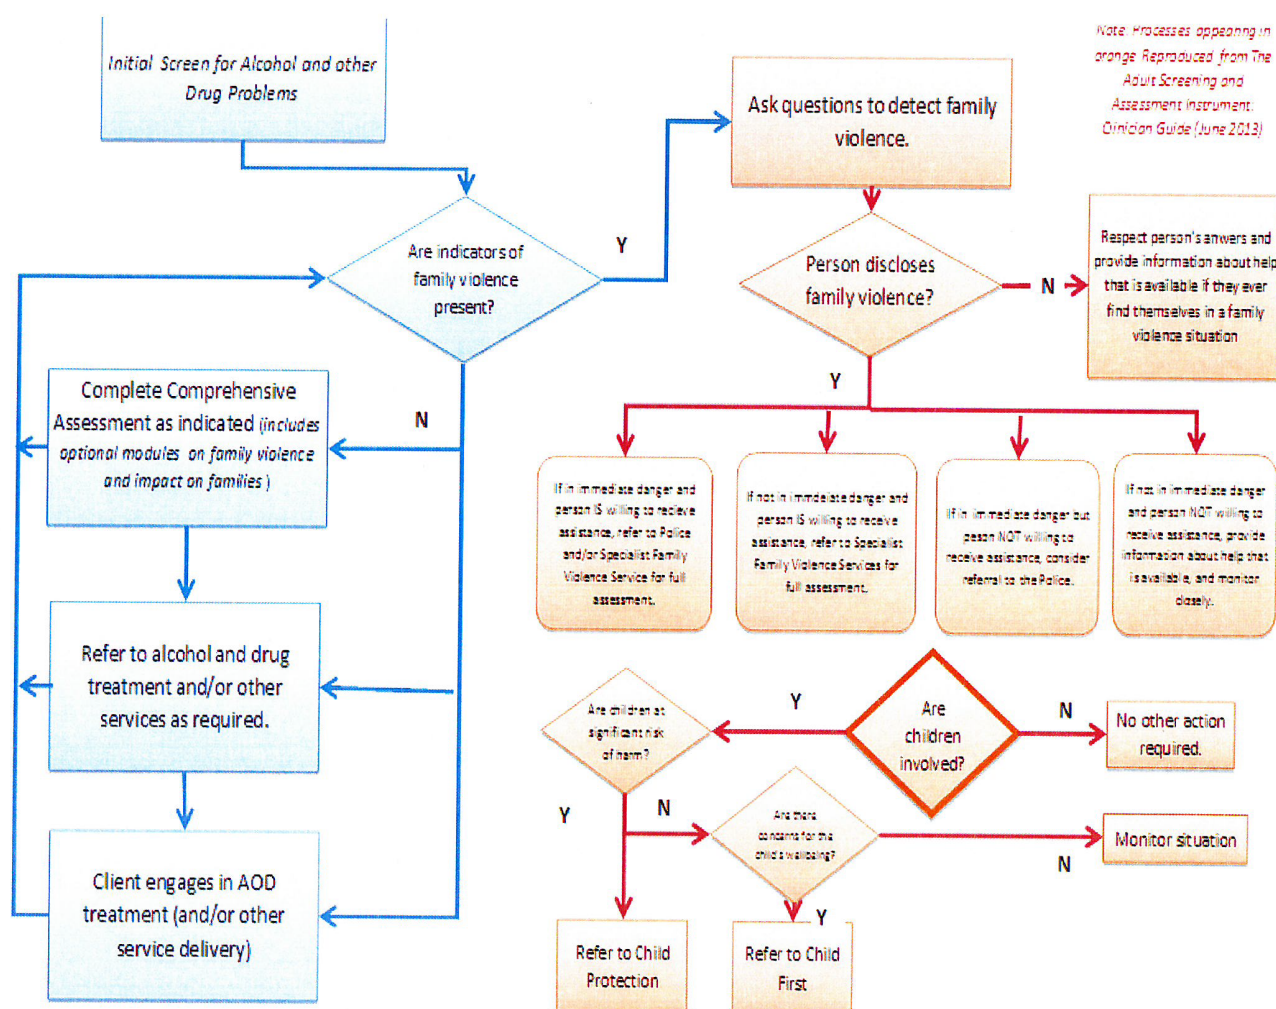 Initial Screen for Alcohol and other
Drug Problems
Note: Processes appearing in
orange Reproduced from The
Adult Screening and
Assessment Instrument:
Clinician Guide (June 2013)
Ask questions to detect family
violence.
Are indicators of
family violence
present?
Y
N
Person discloses
family violence?
N
Y
Respect person's anwers and
provide information about help
that is available if they ever
find themselves in a family
violence situation
Complete Comprehensive
Assessment as indicated (includes
optional modules on family violence
and impact on families )
Refer to alcohol and drug
treatment and/or other
services as required.
Client engages in AOD
treatment (and/or other
service delivery)
If in immediate danger and
person IS willing to recieve
assistance, refer to Police
and/or Specialist Family
Violence Service for full
assessment.
If not in immdeiate danger and
person IS willing to receive
assistance, refer to Specialist
Family Violence Services for
full assessment.
If in immediate danger but
peson NOT willing to
receive assistance, consider
referral to the Police.
If not in immediate danger
and person NOT willing to
receive assistance, provide
information about help that
is available, and monitor
closely.
Are
children
involved?
Y
N
No other action
required.
Are children at
significant risk
of harm?
Y
N
Are there
concerns for the
child's wellbeing?
N
Monitor situation
Y
Refer to Child
Protection
Refer to Child
First